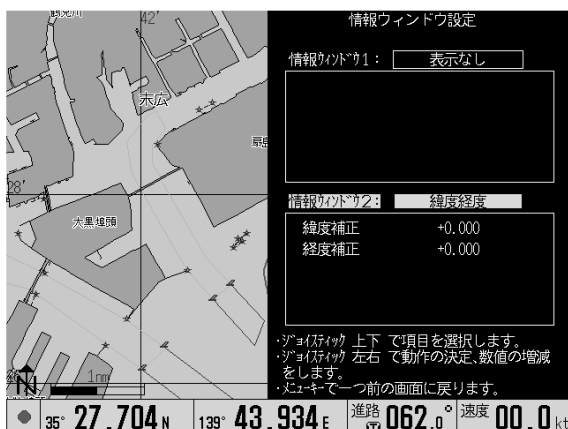 鶴見川
42'
末広
扇島
28'
大黒埠頭
26'
N
1nm
情報ウィンドウ設定
情報ウィンドウ1: 表示なし
情報ウィンドウ2: 緯度経度
緯度補正 +0.000
経度補正 +0.000
・ジョイスティック 上下 で項目を選択します。
・ジョイスティック 左右 で動作の決定、数値の増減
をします。
・メニューキーで一つ前の画面に戻ります。
35° 27.704 N 139° 43.934 E 進路 T 062.0° 速度 00.0 kt